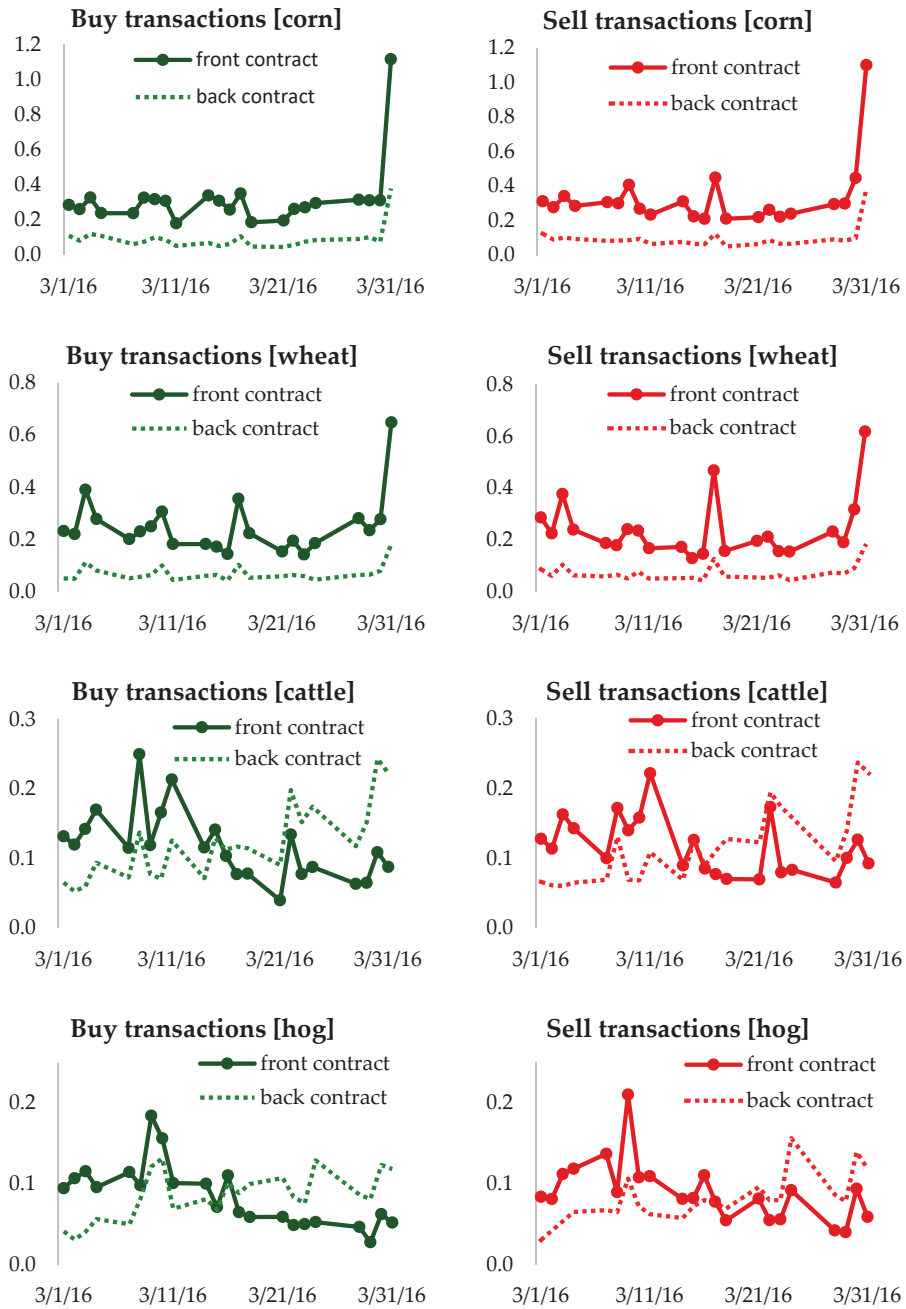 Buy transactions [corn]
1.2
1.0
0.8
0.6
0.4
0.2
0.0
front contract
back contract
3/1/16 3/11/16 3/21/16 3/31/16
Sell transactions [corn]
1.2
1.0
0.8
0.6
0.4
0.2
0.0
front contract
back contract
3/1/16 3/11/16 3/21/16 3/31/16
Buy transactions [wheat]
0.8
0.6
0.4
0.2
0.0
front contract
back contract
3/1/16 3/11/16 3/21/16 3/31/16
Sell transactions [wheat]
0.8
0.6
0.4
0.2
0.0
front contract
back contract
3/1/16 3/11/16 3/21/16 3/31/16
Buy transactions [cattle]
0.3
0.2
0.1
0.0
front contract
back contract
3/1/16 3/11/16 3/21/16 3/31/16
Sell transactions [cattle]
0.3
0.2
0.1
0.0
front contract
back contract
3/1/16 3/11/16 3/21/16 3/31/16
Buy transactions [hog]
0.2
0.1
0.0
front contract
back contract
3/1/16 3/11/16 3/21/16 3/31/16
Sell transactions [hog]
0.2
0.1
0.0
front contract
back contract
3/1/16 3/11/16 3/21/16 3/31/16